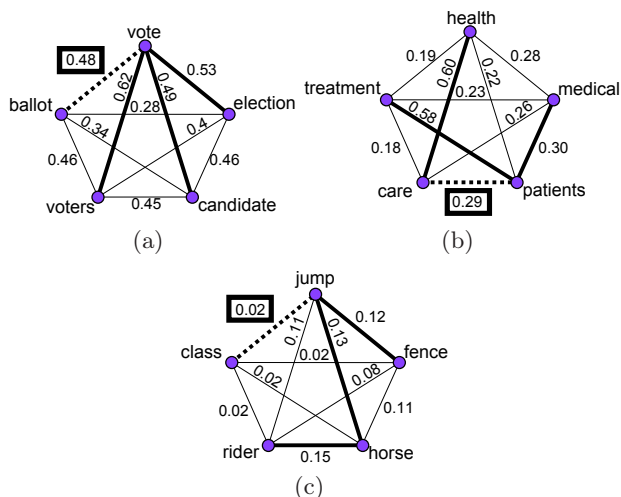 vote
0.48
0.53
0.62
0.49
ballot
0.28
election
0.34
0.4
0.46
0.46
voters
0.45
candidate
(a)
health
0.19
0.60
0.22
0.28
treatment
0.23
medical
0.58
0.26
0.18
0.30
care
patients
0.29
(b)
jump
0.02
0.12
0.11
0.13
class
0.02
fence
0.02
0.08
0.02
0.11
rider
0.15
horse
(c)